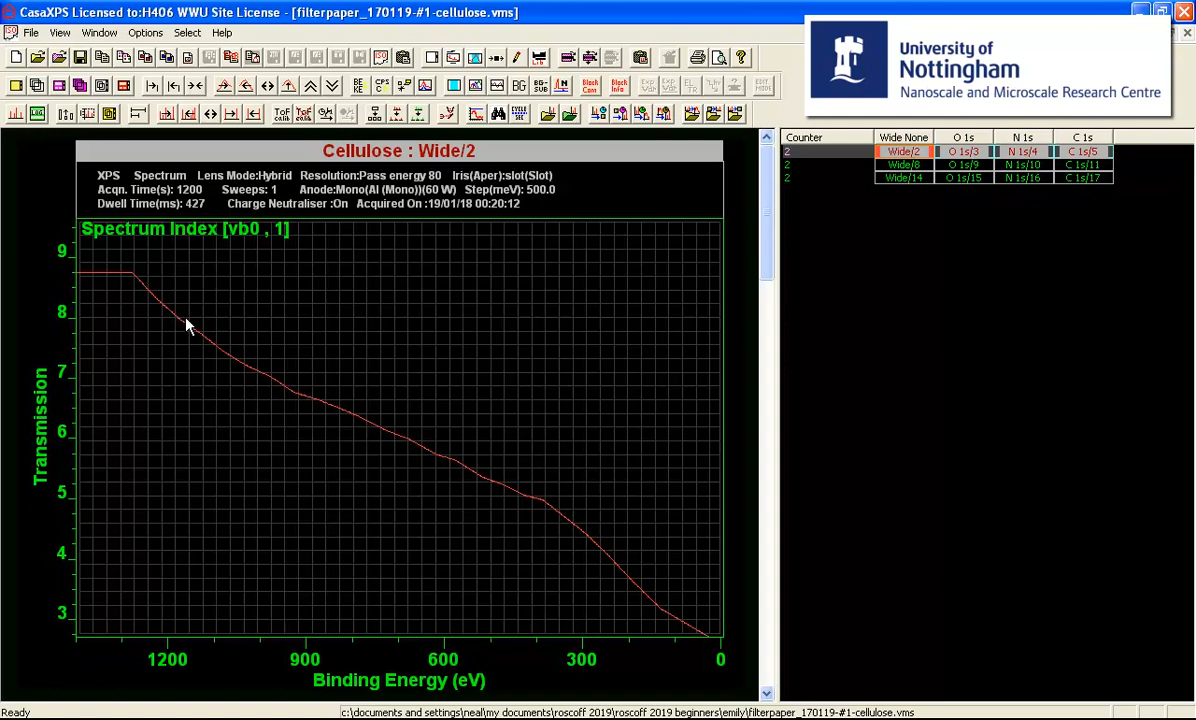 CasaXPS Licensed to:H406 WWU Site License - [filterpaper_170119-#1-cellulose.vms]
File View Window Options Select Help
University of
Nottingham
Nanoscale and Microscale Research Centre
Cellulose : Wide/2
XPS Spectrum Lens Mode:Hybrid Resolution:Pass energy 80 Iris(Aper):slot(Slot)
Acqn. Time(s): 1200 Sweeps: 1 Anode:Mono(Al (Mono))(60 W) Step(meV): 500.0
Dwell Time(ms): 427 Charge Neutraliser :On Acquired On :19/01/18 00:20:12
Spectrum Index [vb0 , 1]
9
8
7
6
5
4
3
Transmission
1200 900 600 300 0
Binding Energy (eV)
Counter Wide None O 1s N 1s C 1s
2 Wide/2 O 1s/3 N 1s/4 C 1s/5
2 Wide/8 O 1s/9 N 1s/10 C 1s/11
2 Wide/14 O 1s/15 N 1s/16 C 1s/17
Ready
c:\documents and settings\neal\my documents\roscoff 2019\roscoff 2019 beginners\emily\filterpaper_170119-#1-cellulose.vms